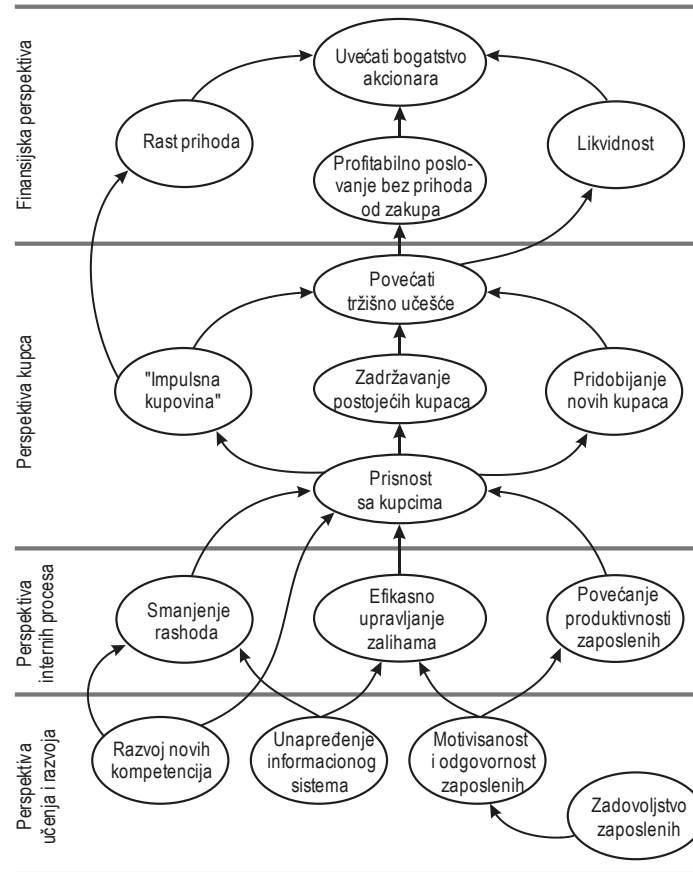 Finansijska perspektiva
Uvećati bogatstvo
akcionara
Rast prihoda
Likvidnost
Profitabilno poslo-
vanje bez prihoda
od zakupa
Perspektiva kupca
Povećati
tržišno učešće
"Impulsna
kupovina"
Zadržavanje
postojećih kupaca
Pridobijanje
novih kupaca
Prisnost
sa kupcima
Perspektiva
internih procesa
Smanjenje
rashoda
Efikasno
upravljanje
zalihama
Povećanje
produktivnosti
zaposlenih
Perspektiva
učenja i razvoja
Razvoj novih
kompetencija
Unapređenje
informacionog
sistema
Motivisanost
i odgovornost
zaposlenih
Zadovoljstvo
zaposlenih